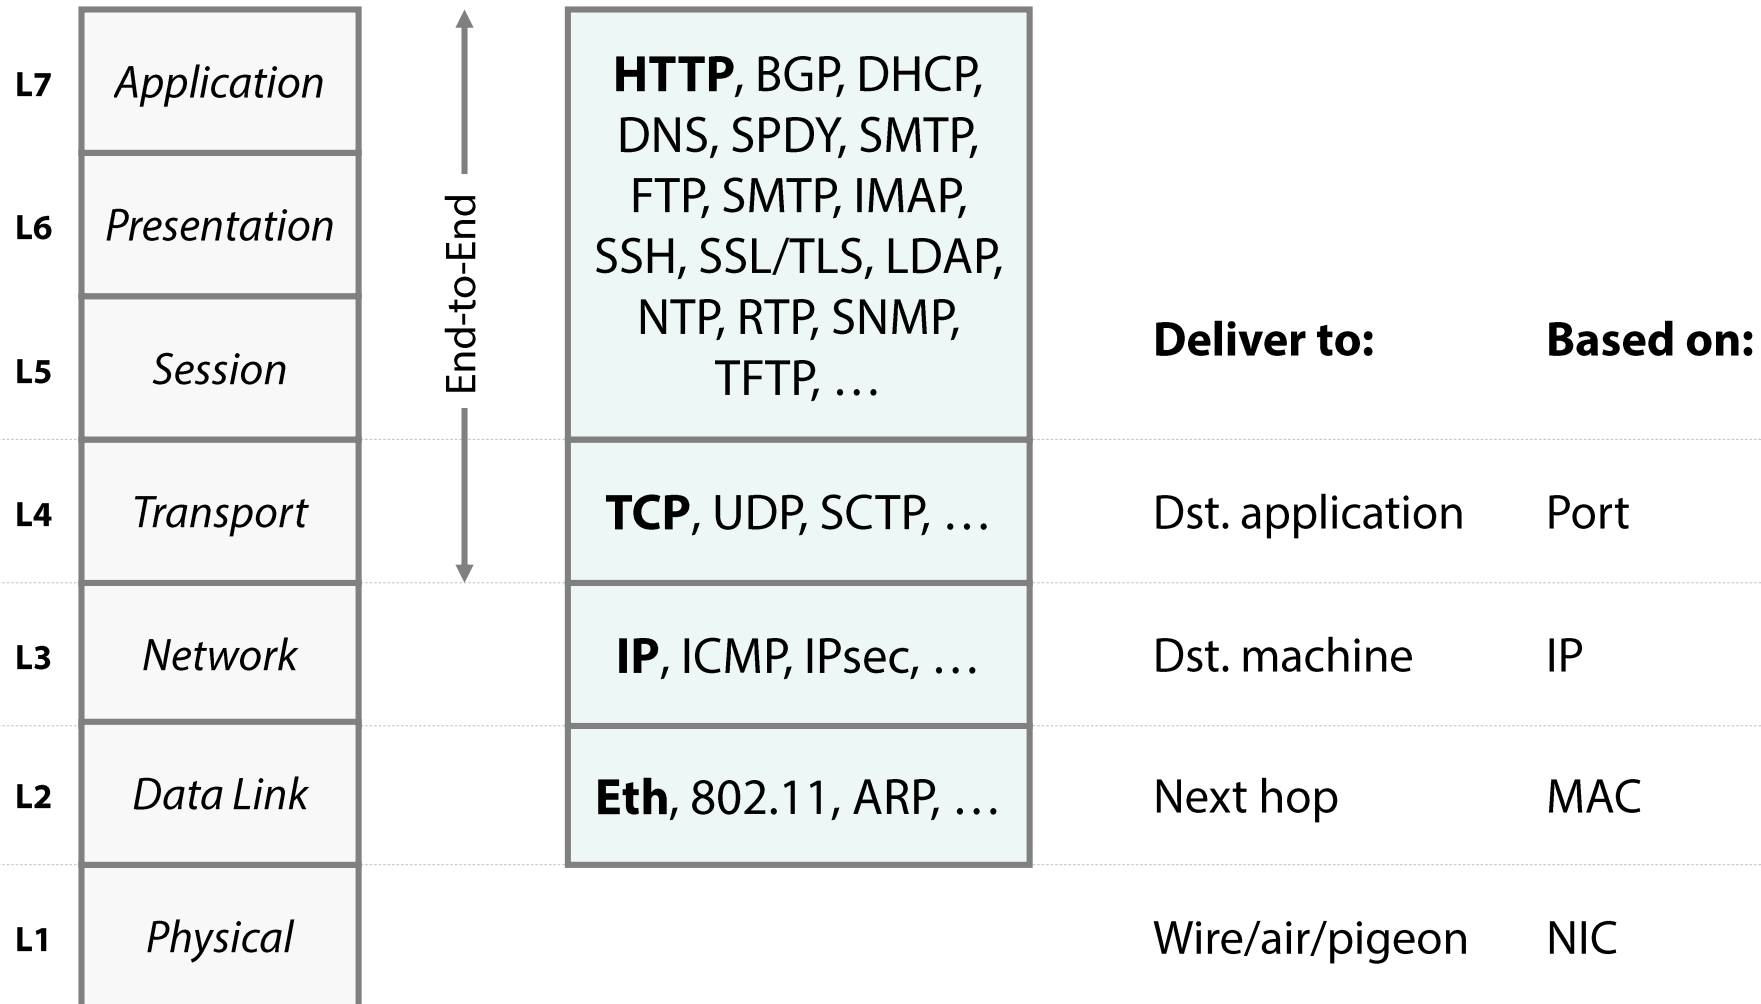 L7
Application
L6
Presentation
L5
Session
L4
Transport
L3
Network
L2
Data Link
L1
Physical
End-to-End
HTTP, BGP, DHCP,
DNS, SPDY, SMTP,
FTP, SMTP, IMAP,
SSH, SSL/TLS, LDAP,
NTP, RTP, SNMP,
TFTP, …
TCP, UDP, SCTP, …
IP, ICMP, IPsec, …
Eth, 802.11, ARP, …
Deliver to:
Based on:
Dst. application
Port
Dst. machine
IP
Next hop
MAC
Wire/air/pigeon
NIC